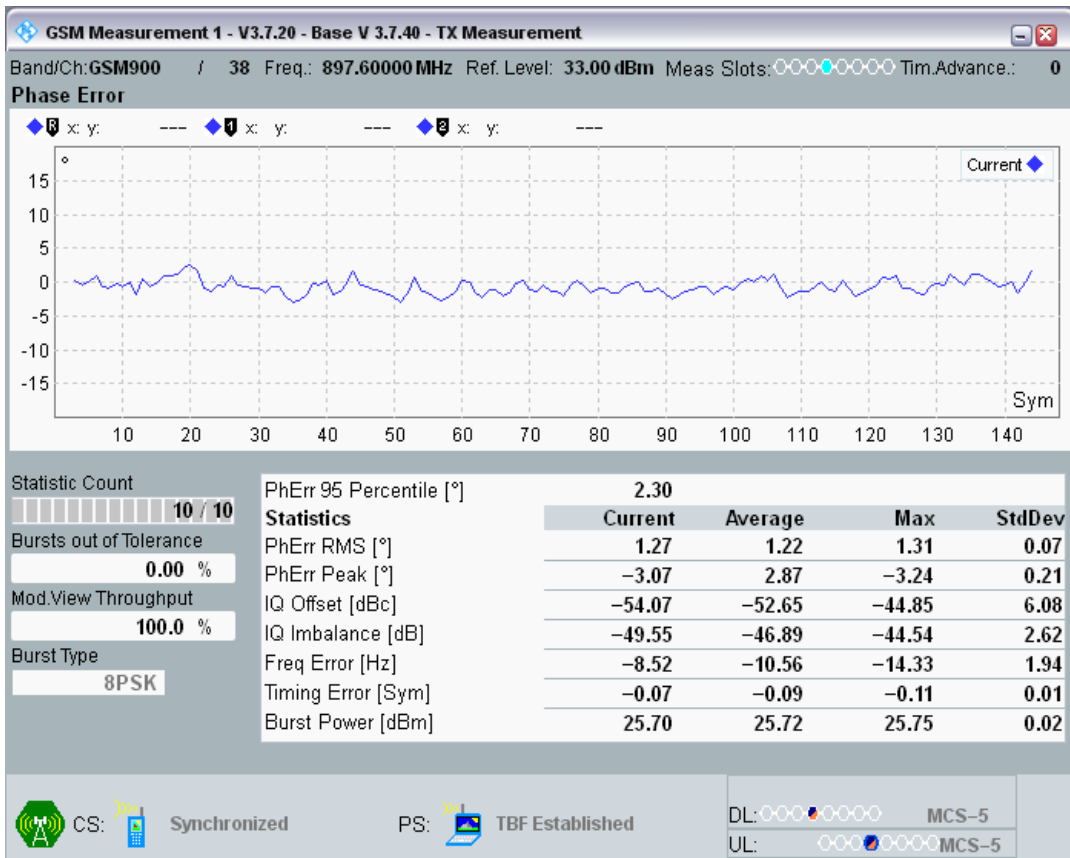 GSM Measurement 1 - V3.7.20 - Base V 3.7.40 - TX Measurement
Band/Ch:GSM900 / 38 Freq.: 897.60000 MHz Ref. Level: 33.00 dBm Meas Slots: Tim.Advance.: 0
Phase Error
R x: y: --- 1 x: y: --- 2 x: y: ---
°
Current
15
10
5
0
-5
-10
-15
Sym
10 20 30 40 50 60 70 80 90 100 110 120 130 140
Statistic Count
10 / 10
Bursts out of Tolerance
0.00 %
Mod.View Throughput
100.0 %
Burst Type
8PSK
PhErr 95 Percentile [°] 2.30
Statistics Current Average Max StdDev
PhErr RMS [°] 1.27 1.22 1.31 0.07
PhErr Peak [°] −3.07 2.87 −3.24 0.21
IQ Offset [dBc] −54.07 −52.65 −44.85 6.08
IQ Imbalance [dB] −49.55 −46.89 −44.54 2.62
Freq Error [Hz] −8.52 −10.56 −14.33 1.94
Timing Error [Sym] −0.07 −0.09 −0.11 0.01
Burst Power [dBm] 25.70 25.72 25.75 0.02
CS: Synchronized PS: TBF Established
DL: MCS−5
UL: MCS−5